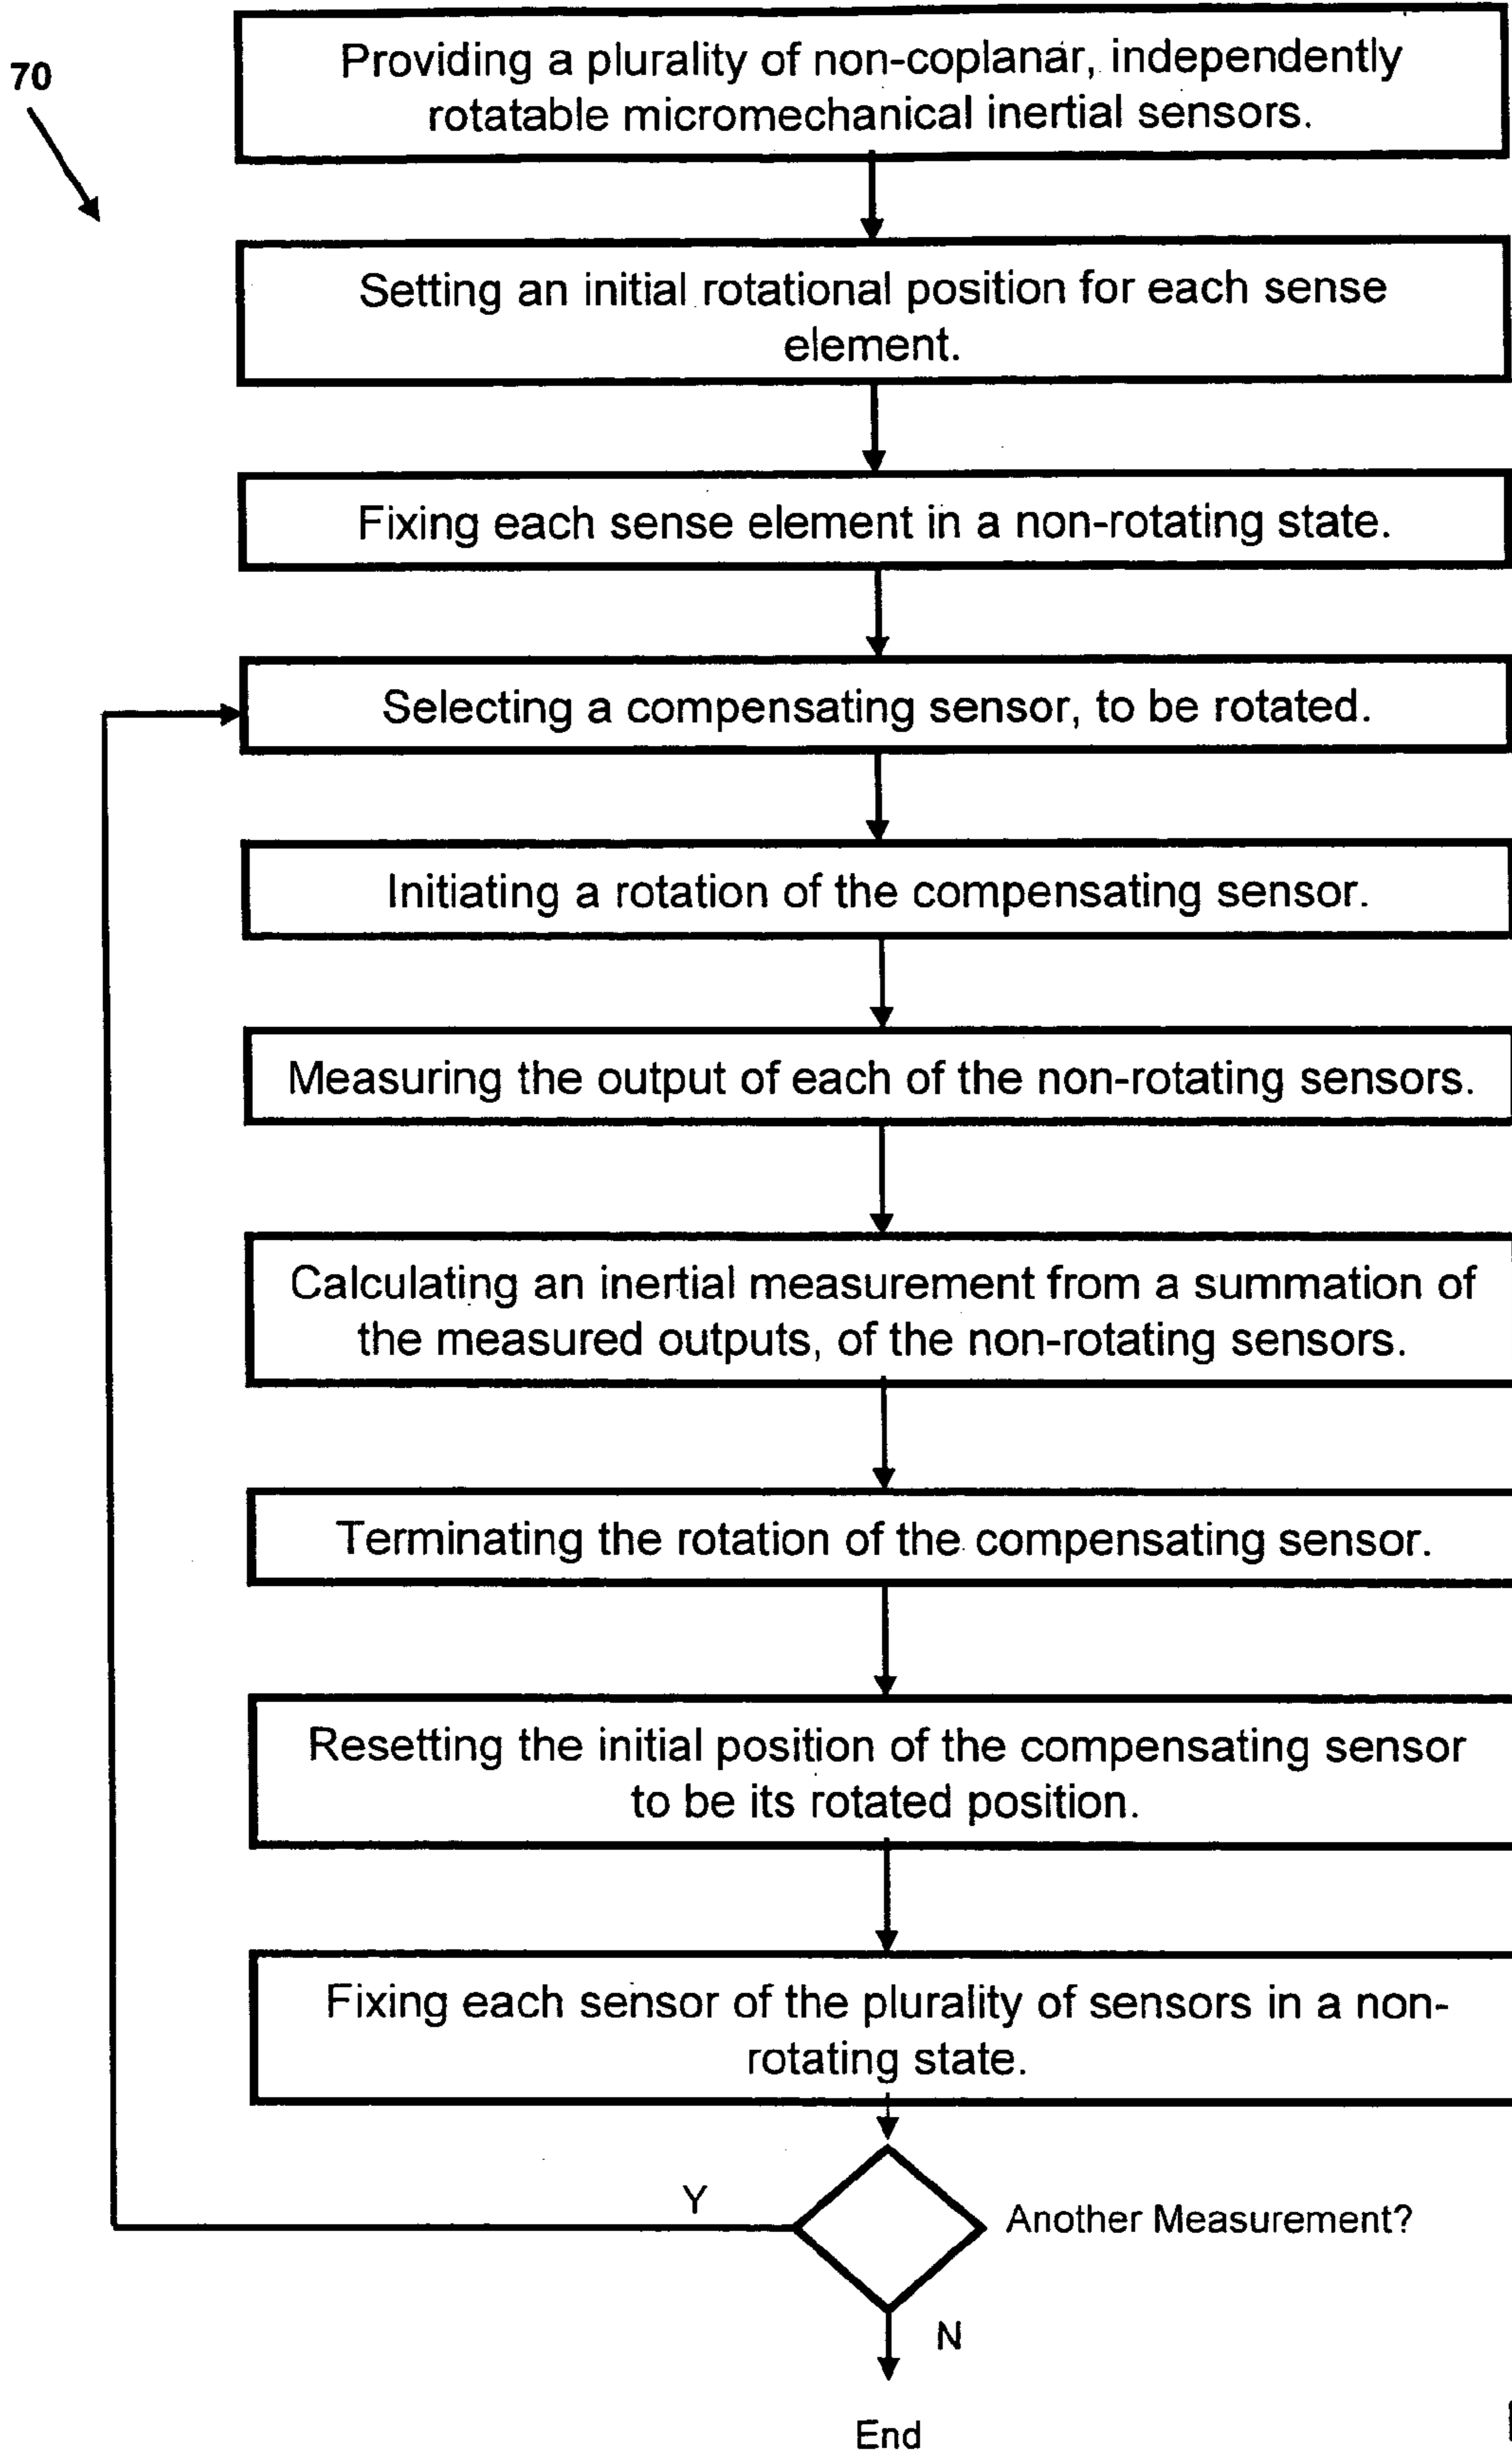 70
Providing a plurality of non-coplanar, independently
rotatable micromechanical inertial sensors.
Setting an initial rotational position for each sense
element.
Fixing each sense element in a non-rotating state.
Selecting a compensating sensor, to be rotated.
Initiating a rotation of the compensating sensor.
Measuring the output of each of the non-rotating sensors.
Calculating an inertial measurement from a summation of
the measured outputs, of the non-rotating sensors.
Terminating the rotation of the compensating sensor.
Resetting the initial position of the compensating sensor
to be its rotated position.
Fixing each sensor of the plurality of sensors in a non-
rotating state.
Y
Another Measurement?
N
End